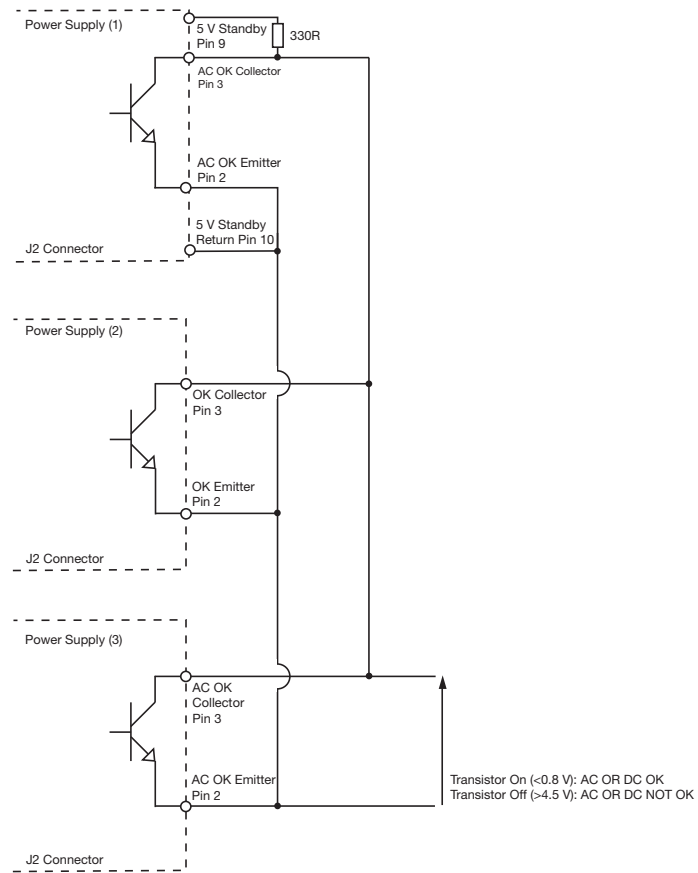 Power Supply (1)
5 V Standby
Pin 9
330R
AC OK Collector
Pin 3
AC OK Emitter
Pin 2
5 V Standby
Return Pin 10
J2 Connector
Power Supply (2)
OK Collector
Pin 3
OK Emitter
Pin 2
J2 Connector
Power Supply (3)
AC OK
Collector
Pin 3
AC OK Emitter
Pin 2
Transistor On (<0.8 V): AC OR DC OK
Transistor Off (>4.5 V): AC OR DC NOT OK
J2 Connector